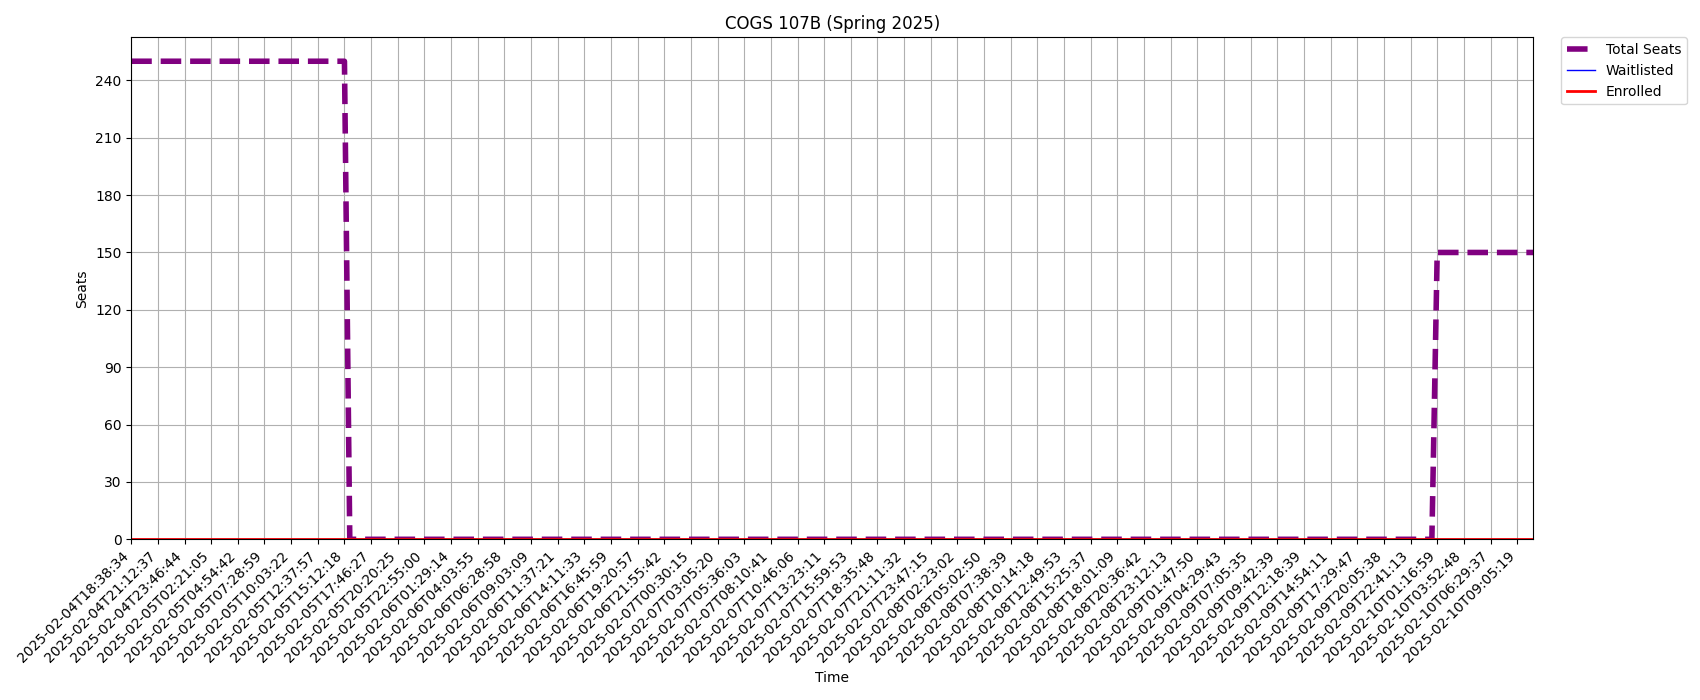 COGS 107B (Spring 2025)
Total Seats
Waitlisted
Enrolled
240
210
180
150
120
90
60
30
0
Seats
2025-02-04T18:38:34
2025-02-04T21:12:37
2025-02-04T23:46:44
2025-02-05T02:21:05
2025-02-05T04:54:42
2025-02-05T07:28:59
2025-02-05T10:03:22
2025-02-05T12:37:57
2025-02-05T15:12:18
2025-02-05T17:46:27
2025-02-05T20:20:25
2025-02-05T22:55:00
2025-02-06T01:29:14
2025-02-06T04:03:55
2025-02-06T06:28:58
2025-02-06T09:03:09
2025-02-06T11:37:21
2025-02-06T14:11:33
2025-02-06T16:45:59
2025-02-06T19:20:57
2025-02-06T21:55:42
2025-02-07T00:30:15
2025-02-07T03:05:20
2025-02-07T05:36:03
2025-02-07T08:10:41
2025-02-07T10:46:06
2025-02-07T13:23:11
2025-02-07T15:59:53
2025-02-07T18:35:48
2025-02-07T21:11:32
2025-02-07T23:47:15
2025-02-08T02:23:02
2025-02-08T05:02:50
2025-02-08T07:38:39
2025-02-08T10:14:18
2025-02-08T12:49:53
2025-02-08T15:25:37
2025-02-08T18:01:09
2025-02-08T20:36:42
2025-02-08T23:12:13
2025-02-09T01:47:50
2025-02-09T04:29:43
2025-02-09T07:05:35
2025-02-09T09:42:39
2025-02-09T12:18:39
2025-02-09T14:54:11
2025-02-09T17:29:47
2025-02-09T20:05:38
2025-02-09T22:41:13
2025-02-10T01:16:59
2025-02-10T03:52:48
2025-02-10T06:29:37
2025-02-10T09:05:19
Time